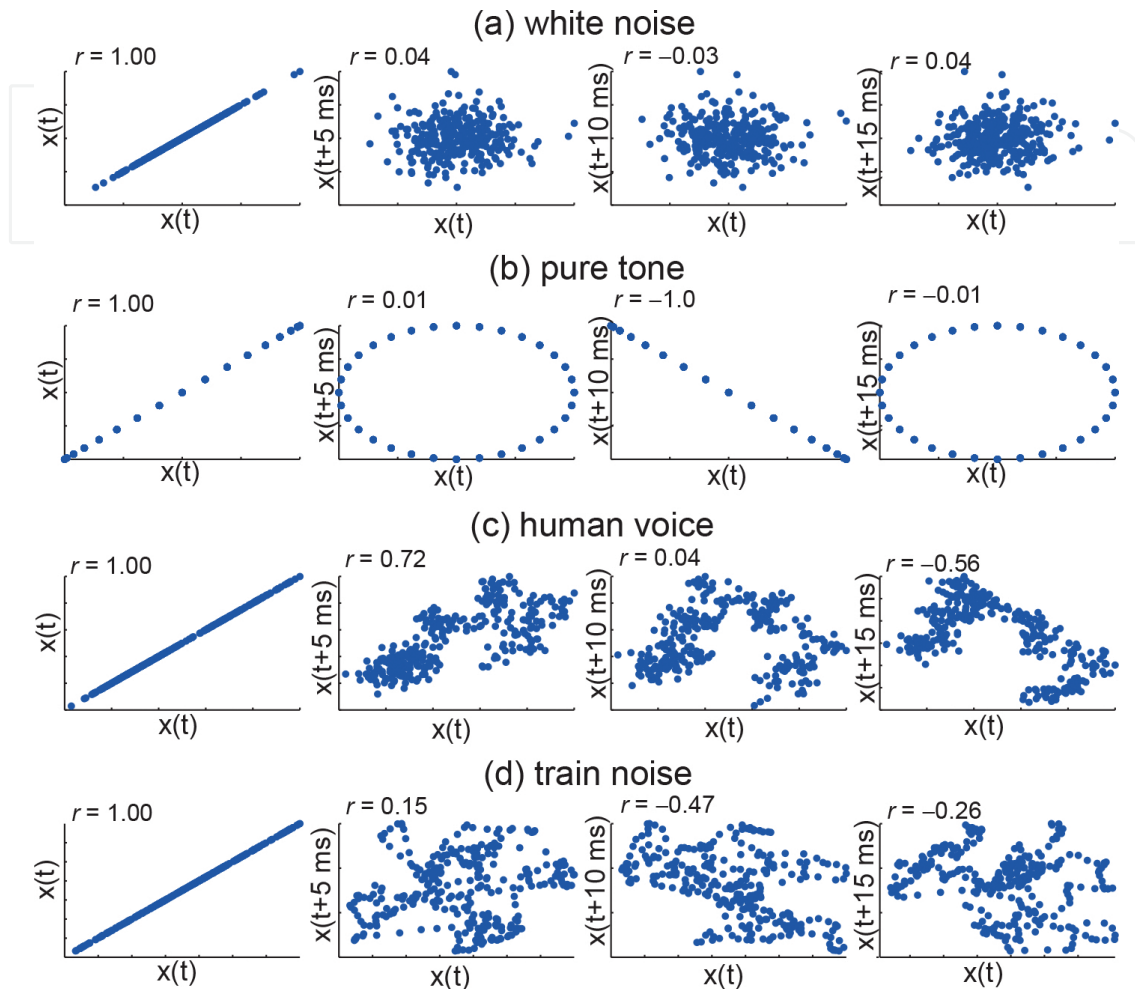 (a) white noise
r = 1.00
r = 0.04
r = −0.03
r = 0.04
x(t)
x(t+5 ms)
x(t+10 ms)
x(t+15 ms)
x(t)
x(t)
x(t)
x(t)
(b) pure tone
r = 1.00
r = 0.01
r = −1.0
r = −0.01
x(t)
x(t+5 ms)
x(t+10 ms)
x(t+15 ms)
x(t)
x(t)
x(t)
x(t)
(c) human voice
r = 1.00
r = 0.72
r = 0.04
r = −0.56
x(t)
x(t+5 ms)
x(t+10 ms)
x(t+15 ms)
x(t)
x(t)
x(t)
x(t)
(d) train noise
r = 1.00
r = 0.15
r = −0.47
r = −0.26
x(t)
x(t+5 ms)
x(t+10 ms)
x(t+15 ms)
x(t)
x(t)
x(t)
x(t)